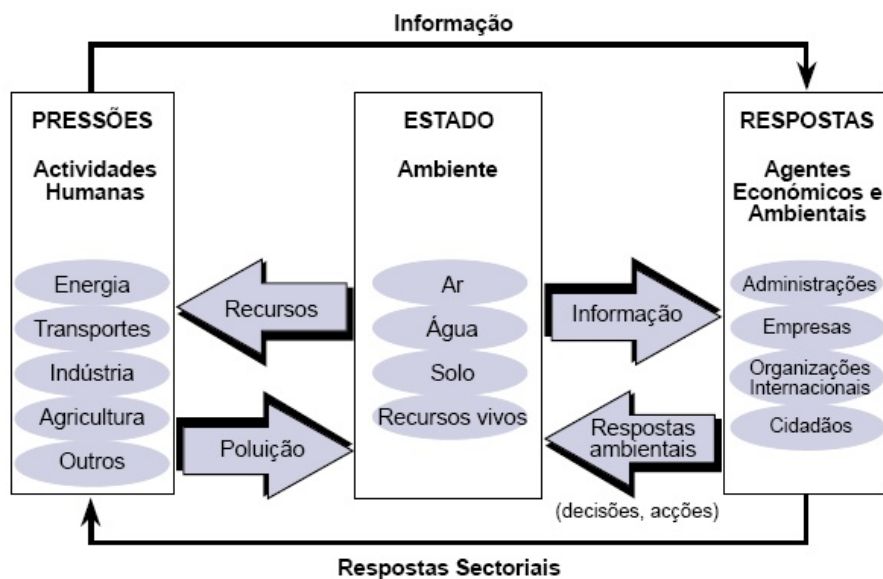 Informação
PRESSÕES
Actividades
Humanas
Energia
Transportes
Indústria
Agricultura
Outros
Recursos
Poluição
ESTADO
Ambiente
Ar
Água
Solo
Recursos vivos
Informação
Respostas
ambientais
(decisões, acções)
RESPOSTAS
Agentes
Económicos e
Ambientais
Administrações
Empresas
Organizações
Internacionais
Cidadãos
Respostas Sectoriais